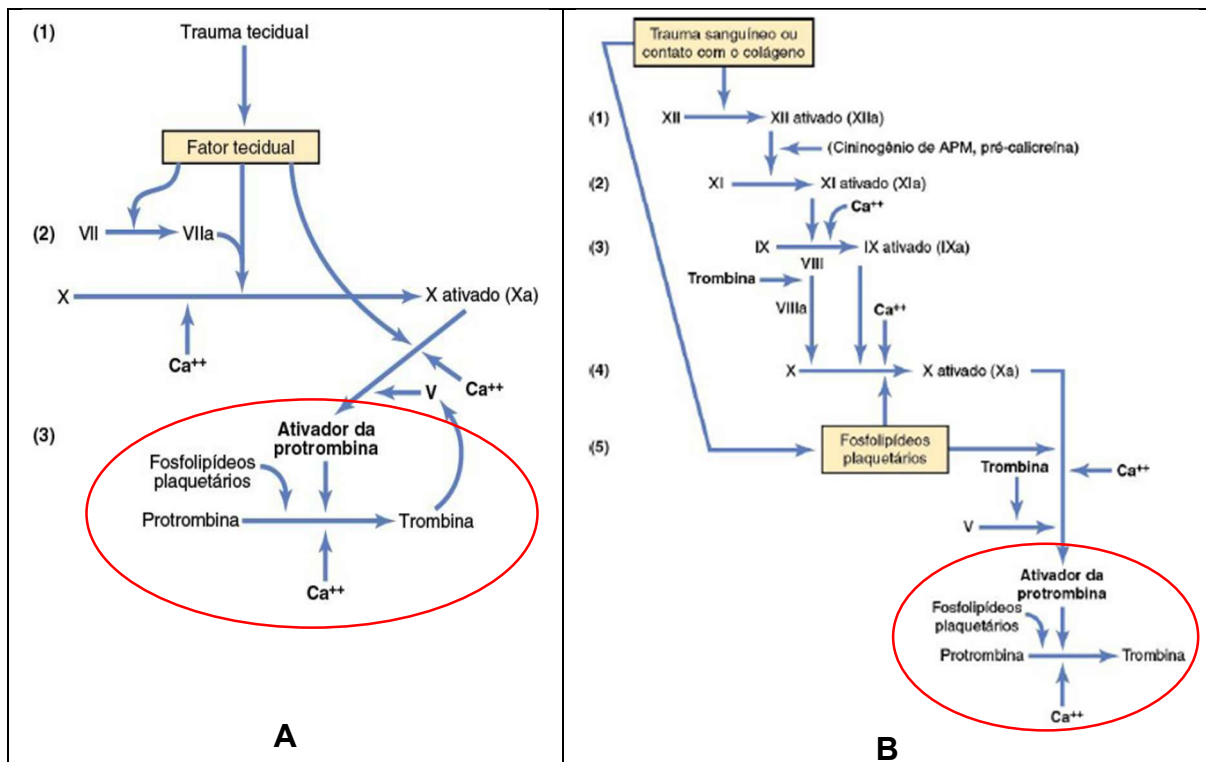 (1)
Trauma tecidual
Fator tecidual
(2)
VII
VIIa
X
X ativado (Xa)
Ca++
V
Ca++
(3)
Ativador da
protrombina
Fosfolipídeos
plaquetários
Protrombina
Trombina
Ca++
A
Trauma sanguíneo ou
contato com o colágeno
(1)
XII
XII ativado (XIIa)
(Cininogênio de APM, pré-calicreína)
(2)
XI
XI ativado (XIa)
Ca++
(3)
IX
IX ativado (IXa)
VIII
Trombina
VIIIa
Ca++
(4)
X
X ativado (Xa)
(5)
Fosfolipídeos
plaquetários
Trombina
Ca++
V
Ativador da
protrombina
Fosfolipídeos
plaquetários
Protrombina
Trombina
Ca++
B